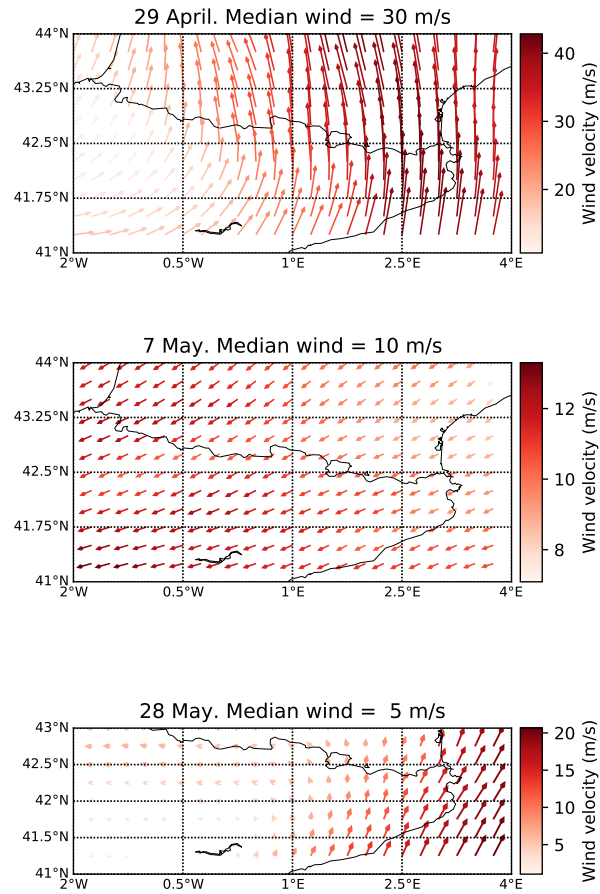 29 April. Median wind = 30 m/s
44°N
43.25°N
42.5°N
41.75°N
41°N
2°W 0.5°W 1°E 2.5°E 4°E
40
30
20
Wind velocity (m/s)
7 May. Median wind = 10 m/s
44°N
43.25°N
42.5°N
41.75°N
41°N
2°W 0.5°W 1°E 2.5°E 4°E
12
10
8
Wind velocity (m/s)
28 May. Median wind =  5 m/s
43°N
42.5°N
42°N
41.5°N
41°N
2°W 0.5°W 1°E 2.5°E 4°E
20
15
10
5
Wind velocity (m/s)